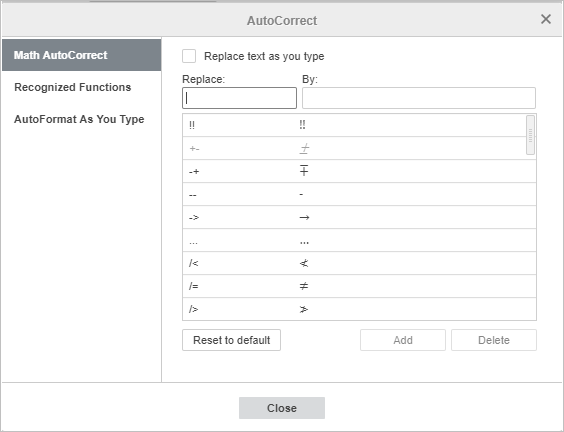 AutoCorrect
Math AutoCorrect
Recognized Functions
AutoFormat As You Type
Replace text as you type
Replace: By:
!! ‼
+- ±
-+ ∓
-- -
-> →
... …
/< ≮
/= ≠
/> ≯
Reset to default Add Delete
Close